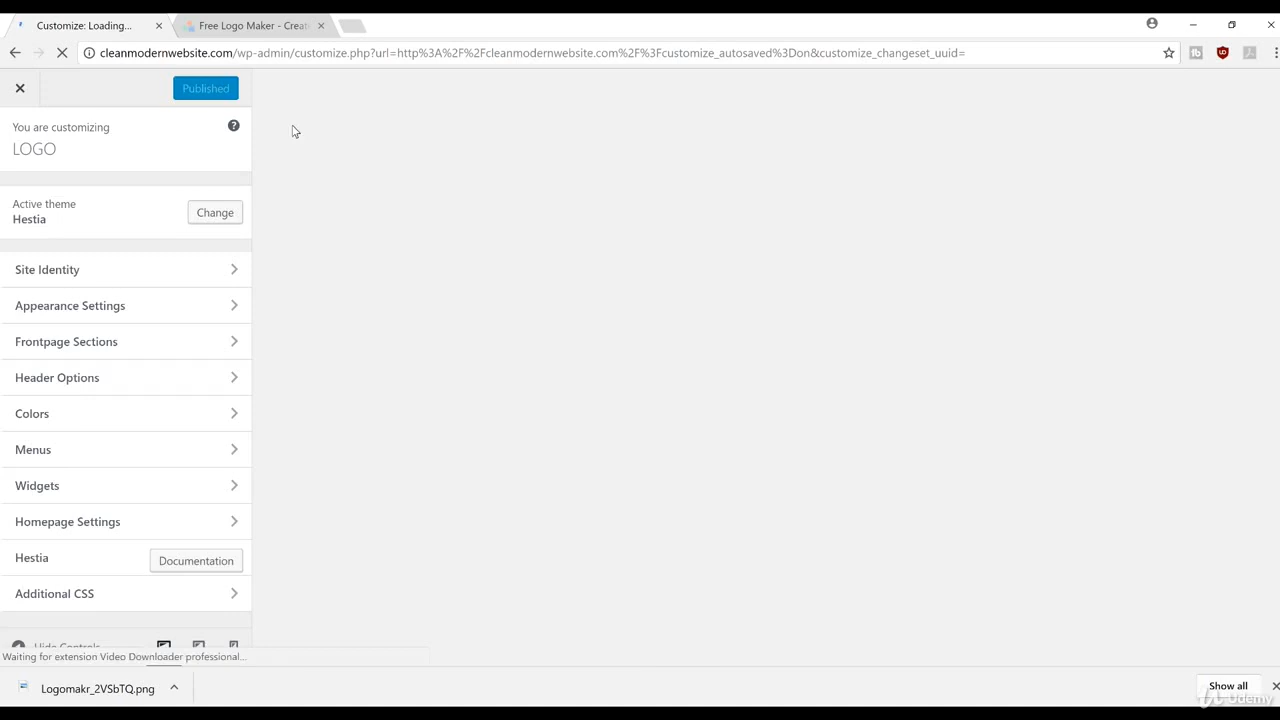 Customize: Loading...
Free Logo Maker - Creat
cleanmodernwebsite.com/wp-admin/customize.php?url=http%3A%2F%2Fcleanmodernwebsite.com%2F%3Fcustomize_autosaved%3Don&customize_changeset_uuid=
Published
You are customizing
LOGO
Active theme
Hestia
Change
Site Identity
Appearance Settings
Frontpage Sections
Header Options
Colors
Menus
Widgets
Homepage Settings
Hestia
Documentation
Additional CSS
Hide Controls
Waiting for extension Video Downloader professional...
Logomakr_2VSbTQ.png
Show all
Udemy